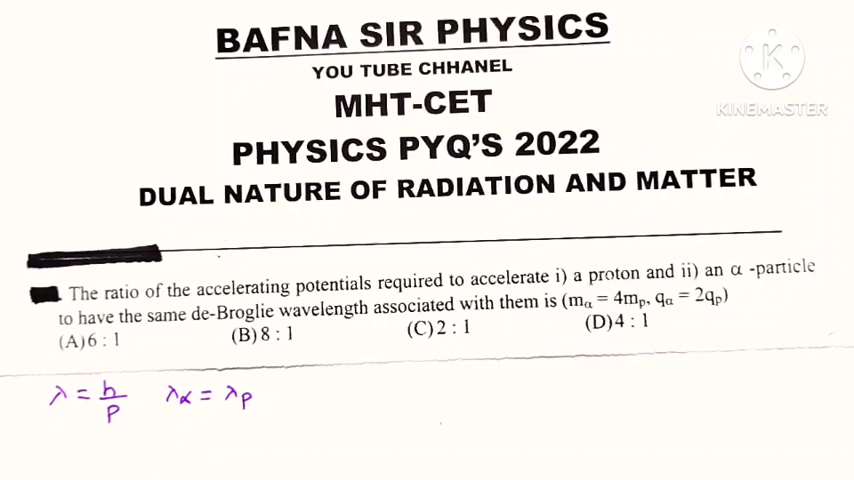 BAFNA SIR PHYSICS
YOU TUBE CHHANEL
MHT-CET
PHYSICS PYQ'S 2022
DUAL NATURE OF RADIATION AND MATTER
K
KINEMASTER
The ratio of the accelerating potentials required to accelerate i) a proton and ii) an α -particle
to have the same de-Broglie wavelength associated with them is (mα = 4mp, qα = 2qp)
(A)6 : 1 (B)8 : 1 (C)2 : 1 (D)4 : 1
λ = h/p λα = λp